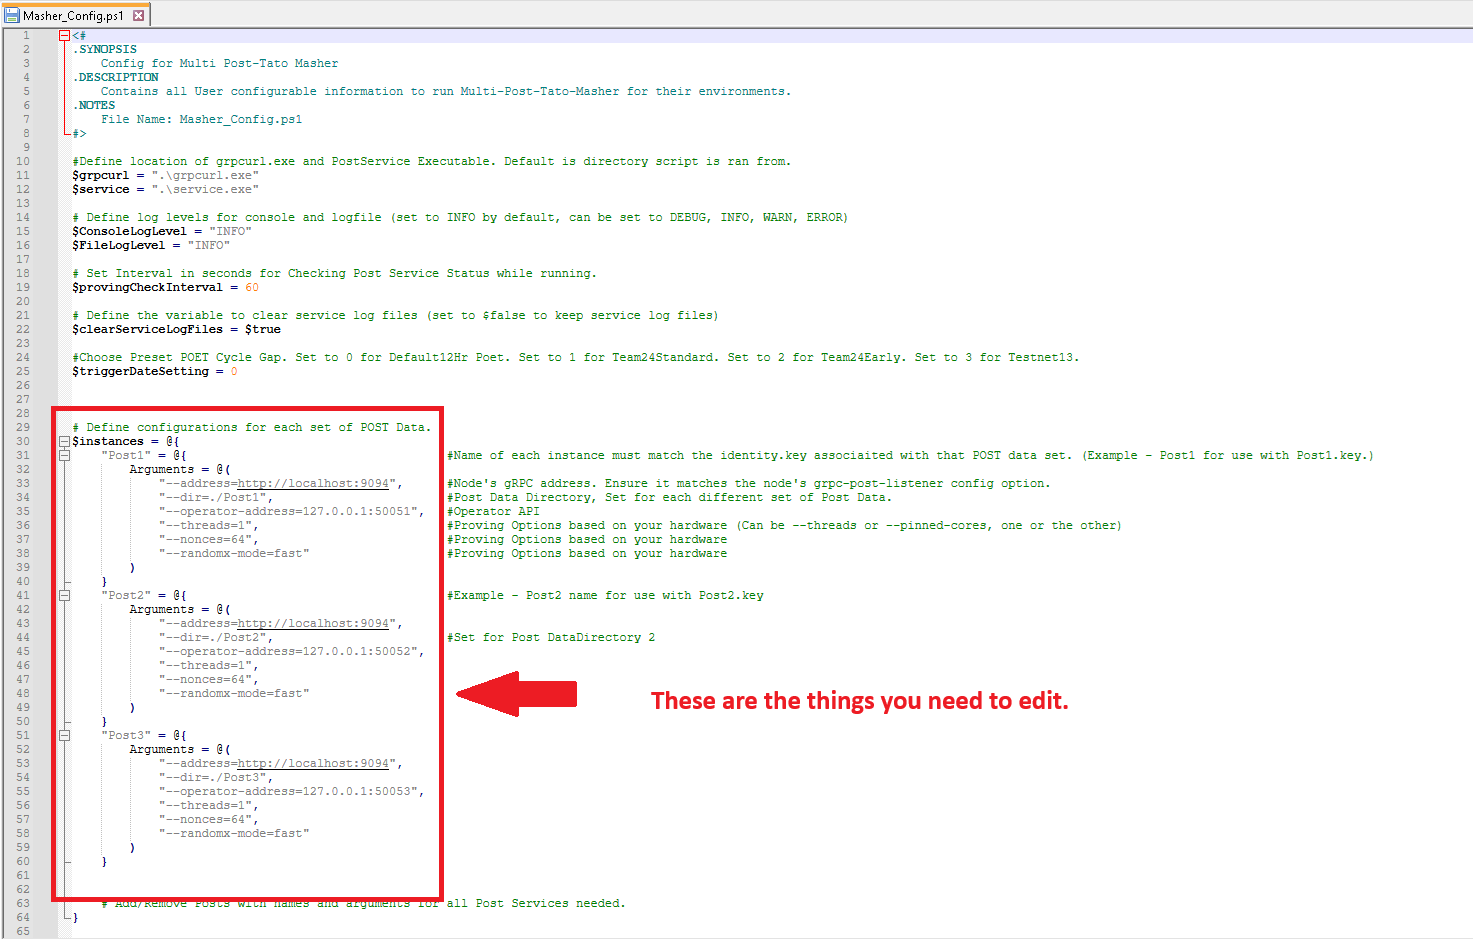 Masher_Config.ps1
1 <#
2 .SYNOPSIS
3 Config for Multi Post-Tato Masher
4 .DESCRIPTION
5 Contains all User configurable information to run Multi-Post-Tato-Masher for their environments.
6 .NOTES
7 File Name: Masher_Config.ps1
8 #>
9
10 #Define location of grpcurl.exe and PostService Executable. Default is directory script is ran from.
11 $grpcurl = ".\grpcurl.exe"
12 $service = ".\service.exe"
13
14 # Define log levels for console and logfile (set to INFO by default, can be set to DEBUG, INFO, WARN, ERROR)
15 $ConsoleLogLevel = "INFO"
16 $FileLogLevel = "INFO"
17
18 # Set Interval in seconds for Checking Post Service Status while running.
19 $provingCheckInterval = 60
20
21 # Define the variable to clear service log files (set to $false to keep service log files)
22 $clearServiceLogFiles = $true
23
24 #Choose Preset POET Cycle Gap. Set to 0 for Default12Hr Poet. Set to 1 for Team24Standard. Set to 2 for Team24Early. Set to 3 for Testnet13.
25 $triggerDateSetting = 0
26
27
28
29 # Define configurations for each set of POST Data.
30 $instances = @{
31 "Post1" = @{ #Name of each instance must match the identity.key associaited with that POST data set. (Example - Post1 for use with Post1.key.)
32 Arguments = @(
33 "--address=http://localhost:9094", #Node's gRPC address. Ensure it matches the node's grpc-post-listener config option.
34 "--dir=./Post1", #Post Data Directory, Set for each different set of Post Data.
35 "--operator-address=127.0.0.1:50051", #Operator API
36 "--threads=1", #Proving Options based on your hardware (Can be --threads or --pinned-cores, one or the other)
37 "--nonces=64", #Proving Options based on your hardware
38 "--randomx-mode=fast" #Proving Options based on your hardware
39 )
40 }
41 "Post2" = @{ #Example - Post2 name for use with Post2.key
42 Arguments = @(
43 "--address=http://localhost:9094",
44 "--dir=./Post2", #Set for Post DataDirectory 2
45 "--operator-address=127.0.0.1:50052",
46 "--threads=1",
47 "--nonces=64",
48 "--randomx-mode=fast"
These are the things you need to edit.
49 )
50 }
51 "Post3" = @{
52 Arguments = @(
53 "--address=http://localhost:9094",
54 "--dir=./Post3",
55 "--operator-address=127.0.0.1:50053",
56 "--threads=1",
57 "--nonces=64",
58 "--randomx-mode=fast"
59 )
60 }
61
62
63 # Add/Remove Posts with names and arguments for all Post Services needed.
64 }
65